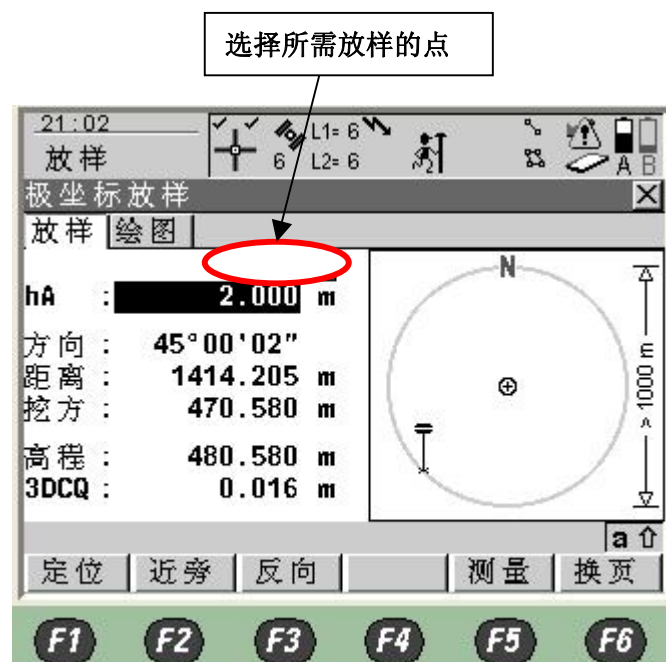 选择所需放样的点
21:02
L1= 6
放样
6 L2= 6
A B
极坐标放样
放样 绘图
hA : 2.000 m
方向 : 45°00'02"
距离 : 1414.205 m
挖方 : 470.580 m
高程 : 480.580 m
3DCQ : 0.016 m
N
> 1000 m
a
定位 近旁 反向 测量 换页
F1 F2 F3 F4 F5 F6